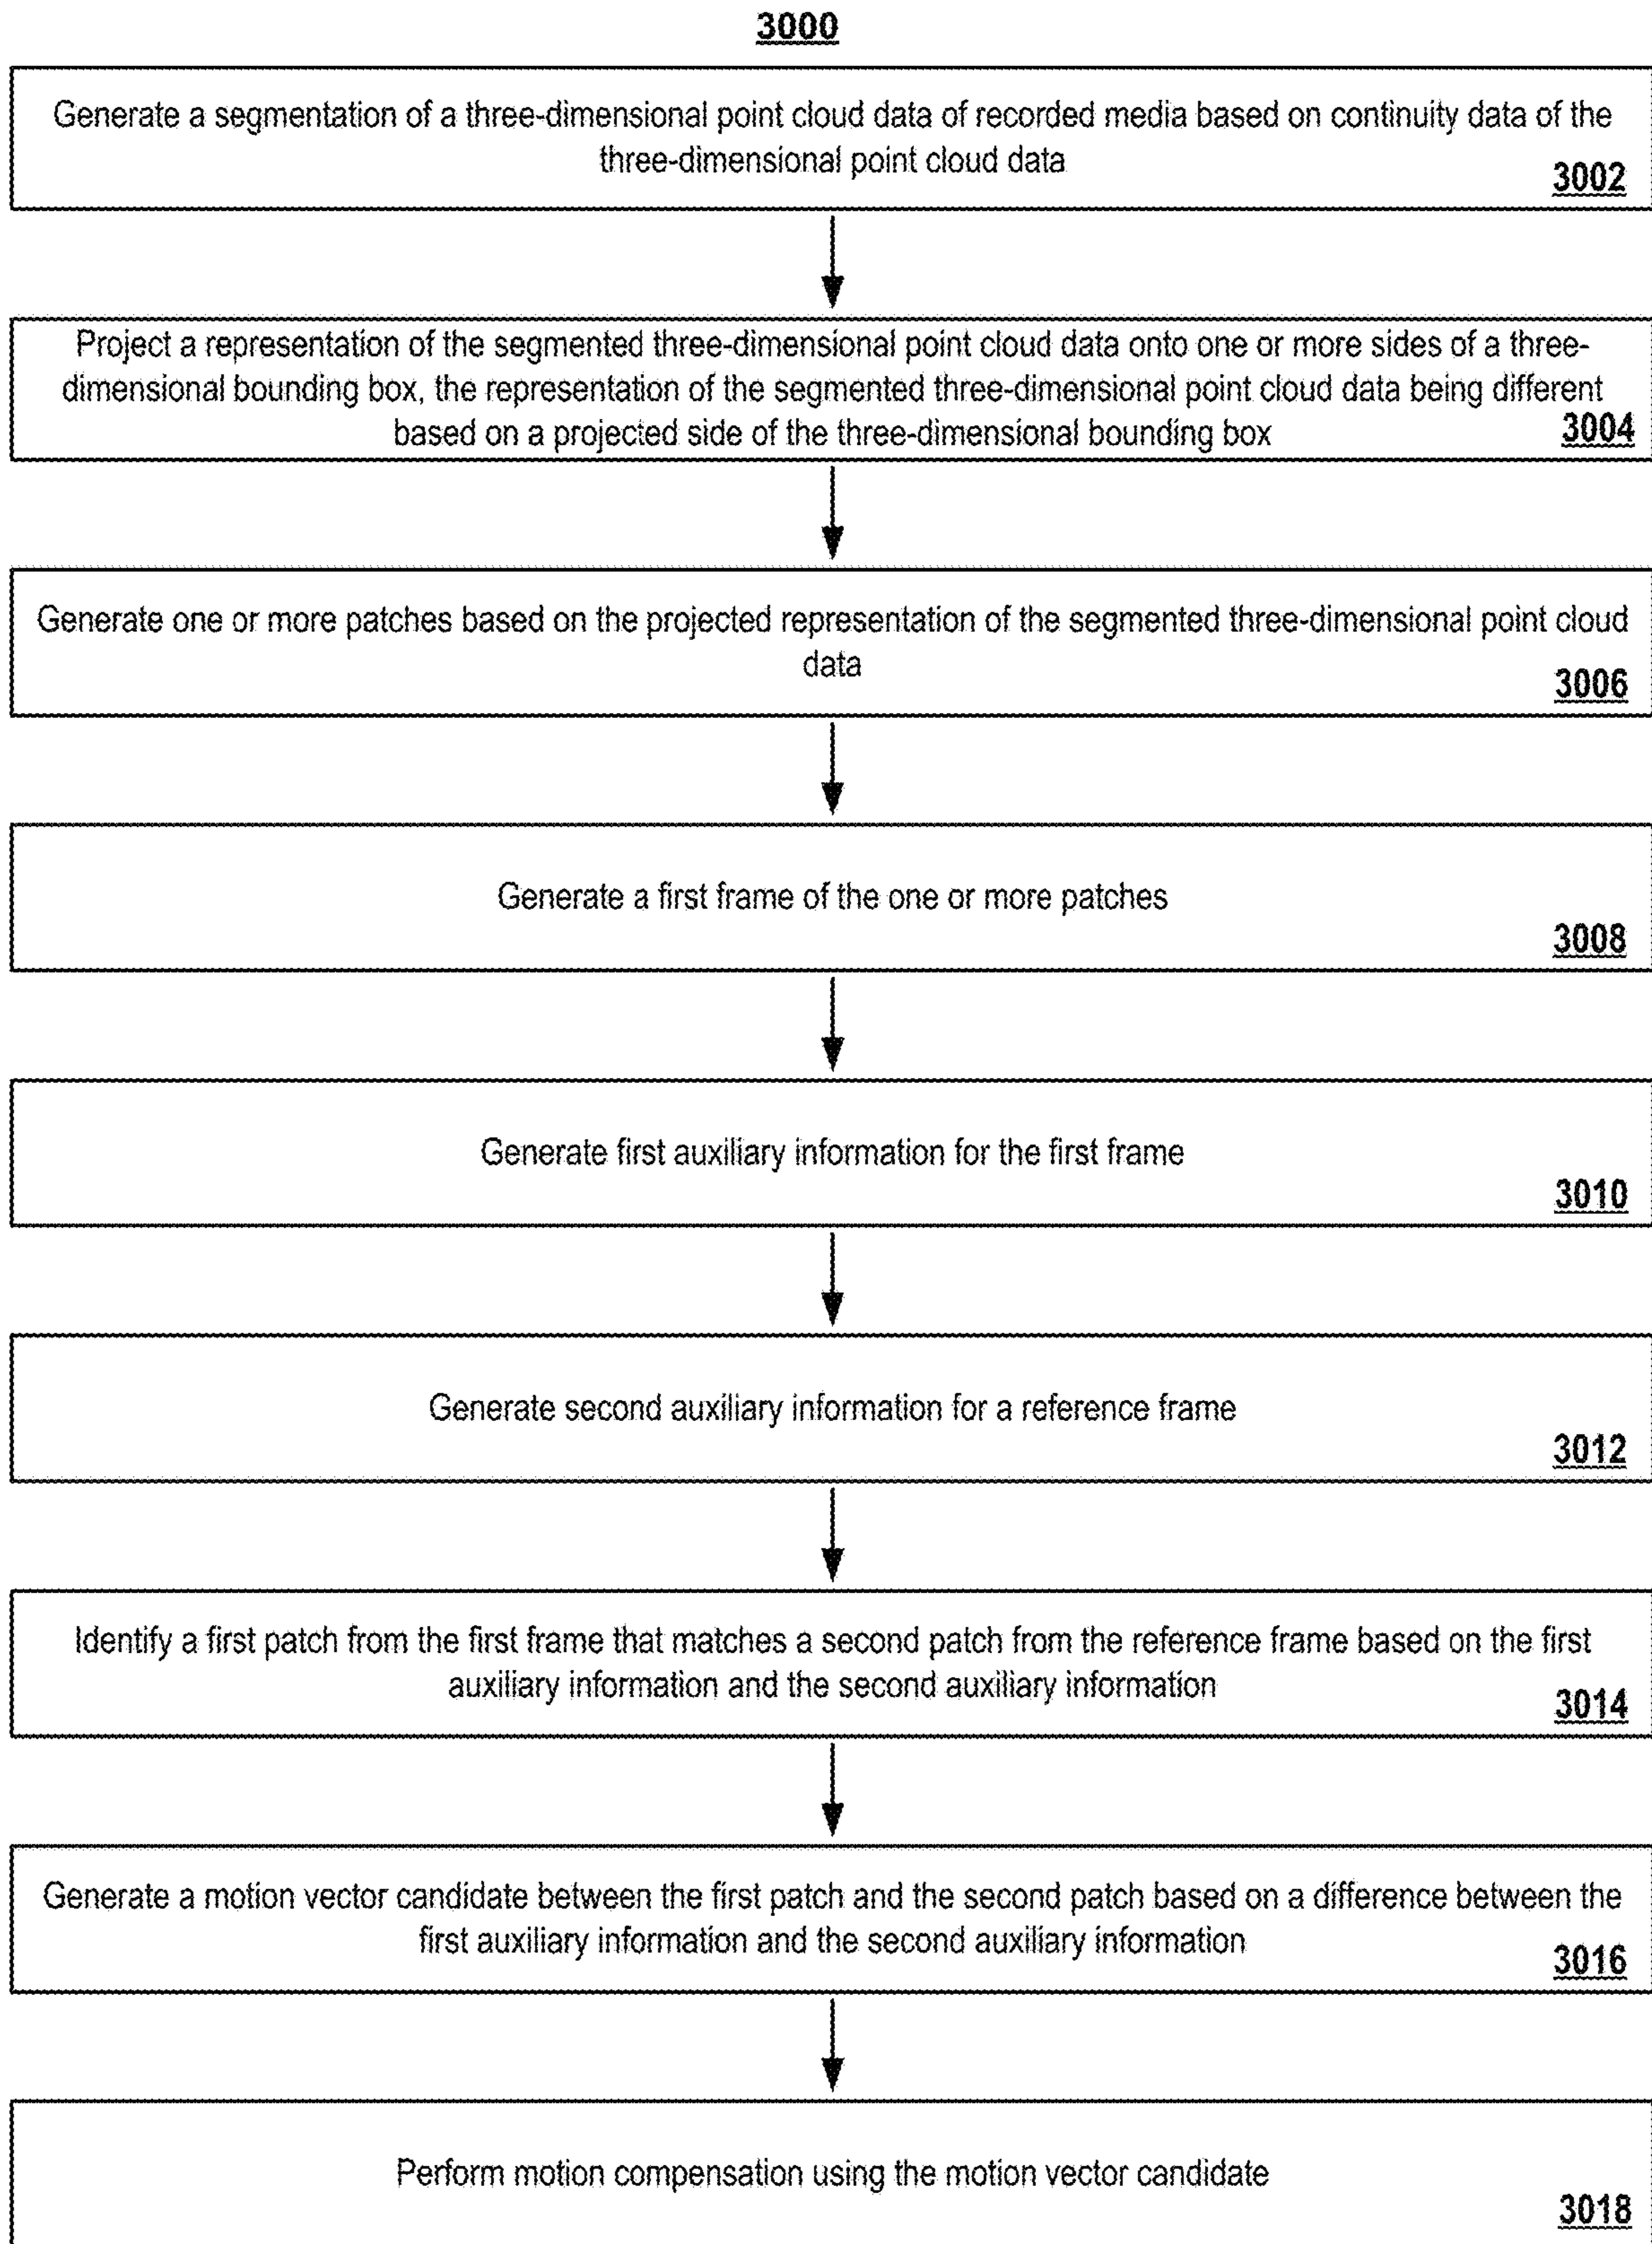 3000
Generate a segmentation of a three-dimensional point cloud data of recorded media based on continuity data of the
three-dimensional point cloud data
3002
Project a representation of the segmented three-dimensional point cloud data onto one or more sides of a three-
dimensional bounding box, the representation of the segmented three-dimensional point cloud data being different
based on a projected side of the three-dimensional bounding box
3004
Generate one or more patches based on the projected representation of the segmented three-dimensional point cloud
data
3006
Generate a first frame of the one or more patches
3008
Generate first auxiliary information for the first frame
3010
Generate second auxiliary information for a reference frame
3012
Identify a first patch from the first frame that matches a second patch from the reference frame based on the first
auxiliary information and the second auxiliary information
3014
Generate a motion vector candidate between the first patch and the second patch based on a difference between the
first auxiliary information and the second auxiliary information
3016
Perform motion compensation using the motion vector candidate
3018